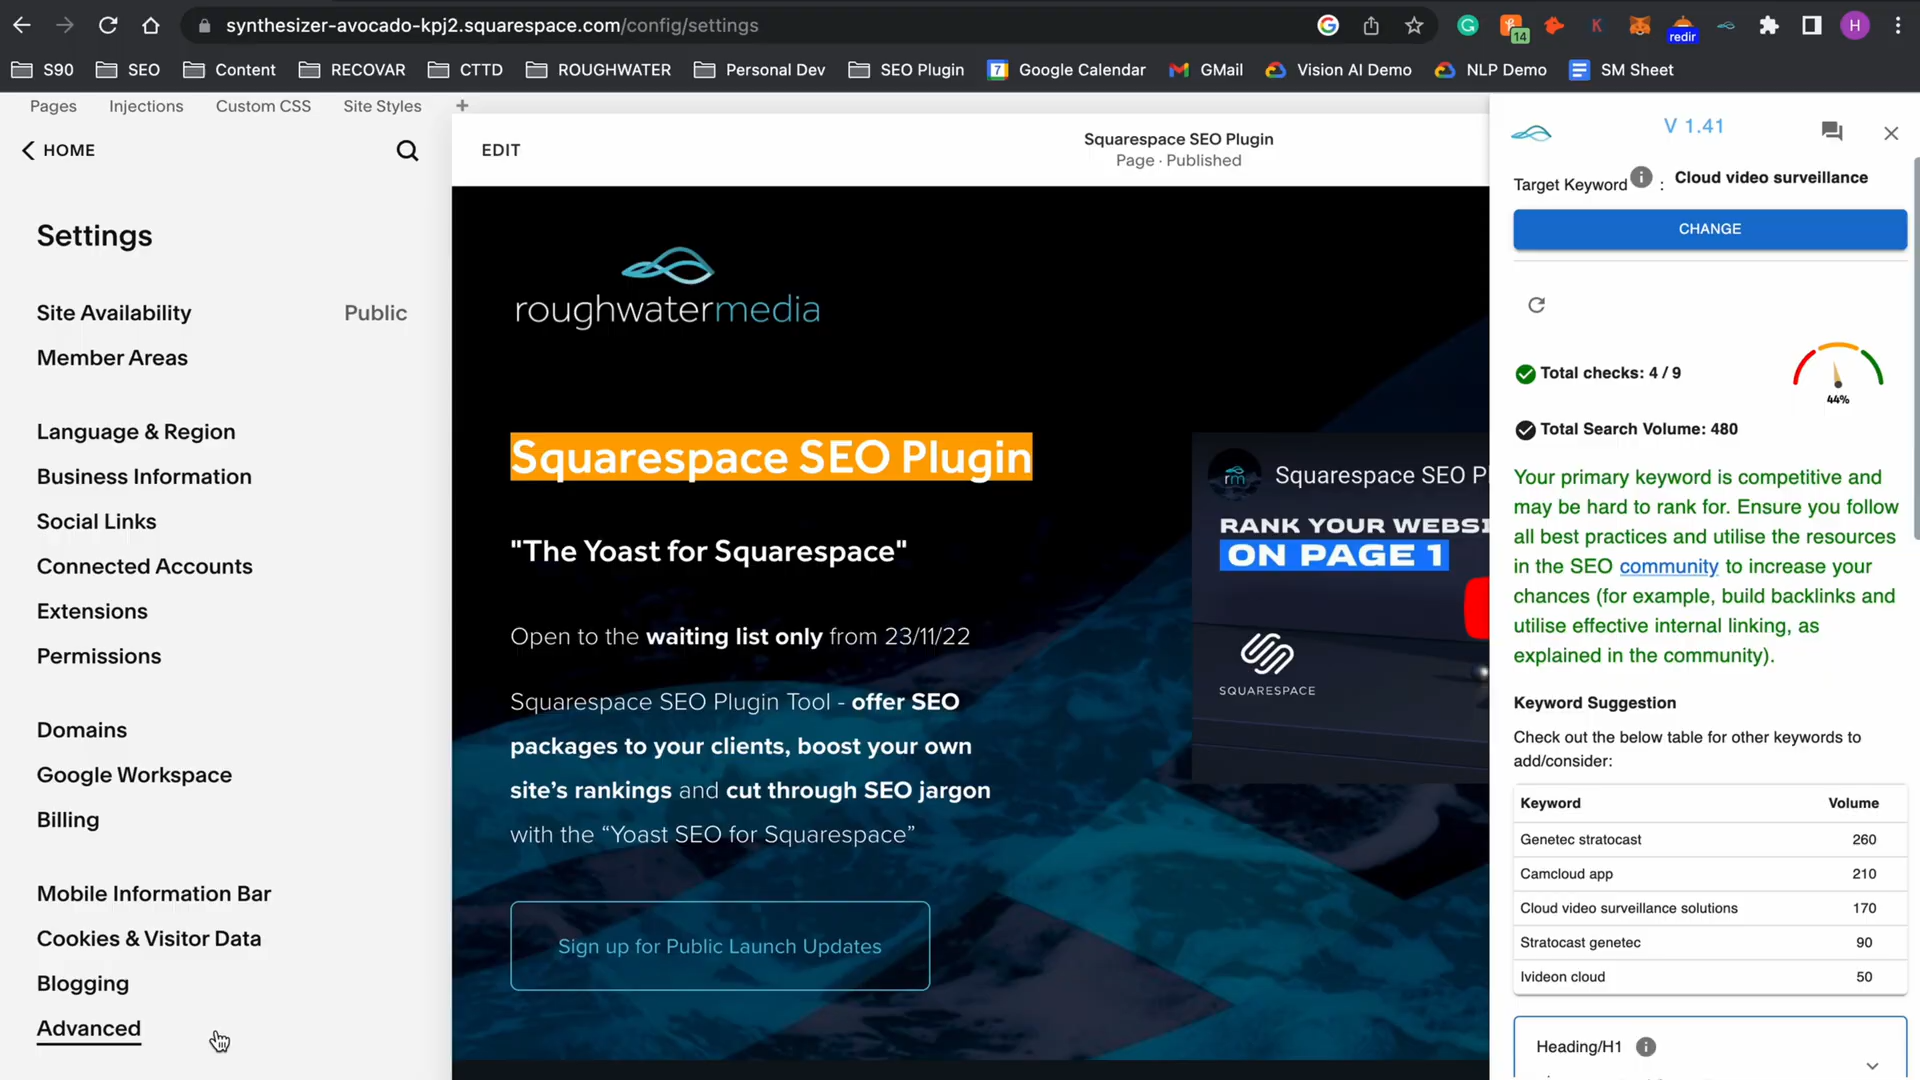 synthesizer-avocado-kpj2.squarespace.com/config/settings
14
redir
K
H
S90
SEO
Content
RECOVAR
CTTD
ROUGHWATER
Personal Dev
SEO Plugin
7
Google Calendar
GMail
Vision AI Demo
NLP Demo
SM Sheet
Pages
Injections
Custom CSS
Site Styles
+
HOME
Settings
Site Availability
Public
Member Areas
Language & Region
Business Information
Social Links
Connected Accounts
Extensions
Permissions
Domains
Google Workspace
Billing
Mobile Information Bar
Cookies & Visitor Data
Blogging
Advanced
EDIT
Squarespace SEO Plugin
Page · Published
roughwatermedia
Squarespace SEO Plugin
"The Yoast for Squarespace"
Open to the waiting list only from 23/11/22
Squarespace SEO Plugin Tool - offer SEO
packages to your clients, boost your own
site's rankings and cut through SEO jargon
with the “Yoast SEO for Squarespace”
Sign up for Public Launch Updates
rm
Squarespace SEO Pl
RANK YOUR WEBSI
ON PAGE 1
SQUARESPACE
V 1.41
Target Keyword : Cloud video surveillance
CHANGE
Total checks: 4 / 9
44%
Total Search Volume: 480
Your primary keyword is competitive and
may be hard to rank for. Ensure you follow
all best practices and utilise the resources
in the SEO community to increase your
chances (for example, build backlinks and
utilise effective internal linking, as
explained in the community).
Keyword Suggestion
Check out the below table for other keywords to
add/consider:
Keyword Volume
Genetec stratocast 260
Camcloud app 210
Cloud video surveillance solutions 170
Stratocast genetec 90
Ivideon cloud 50
Heading/H1